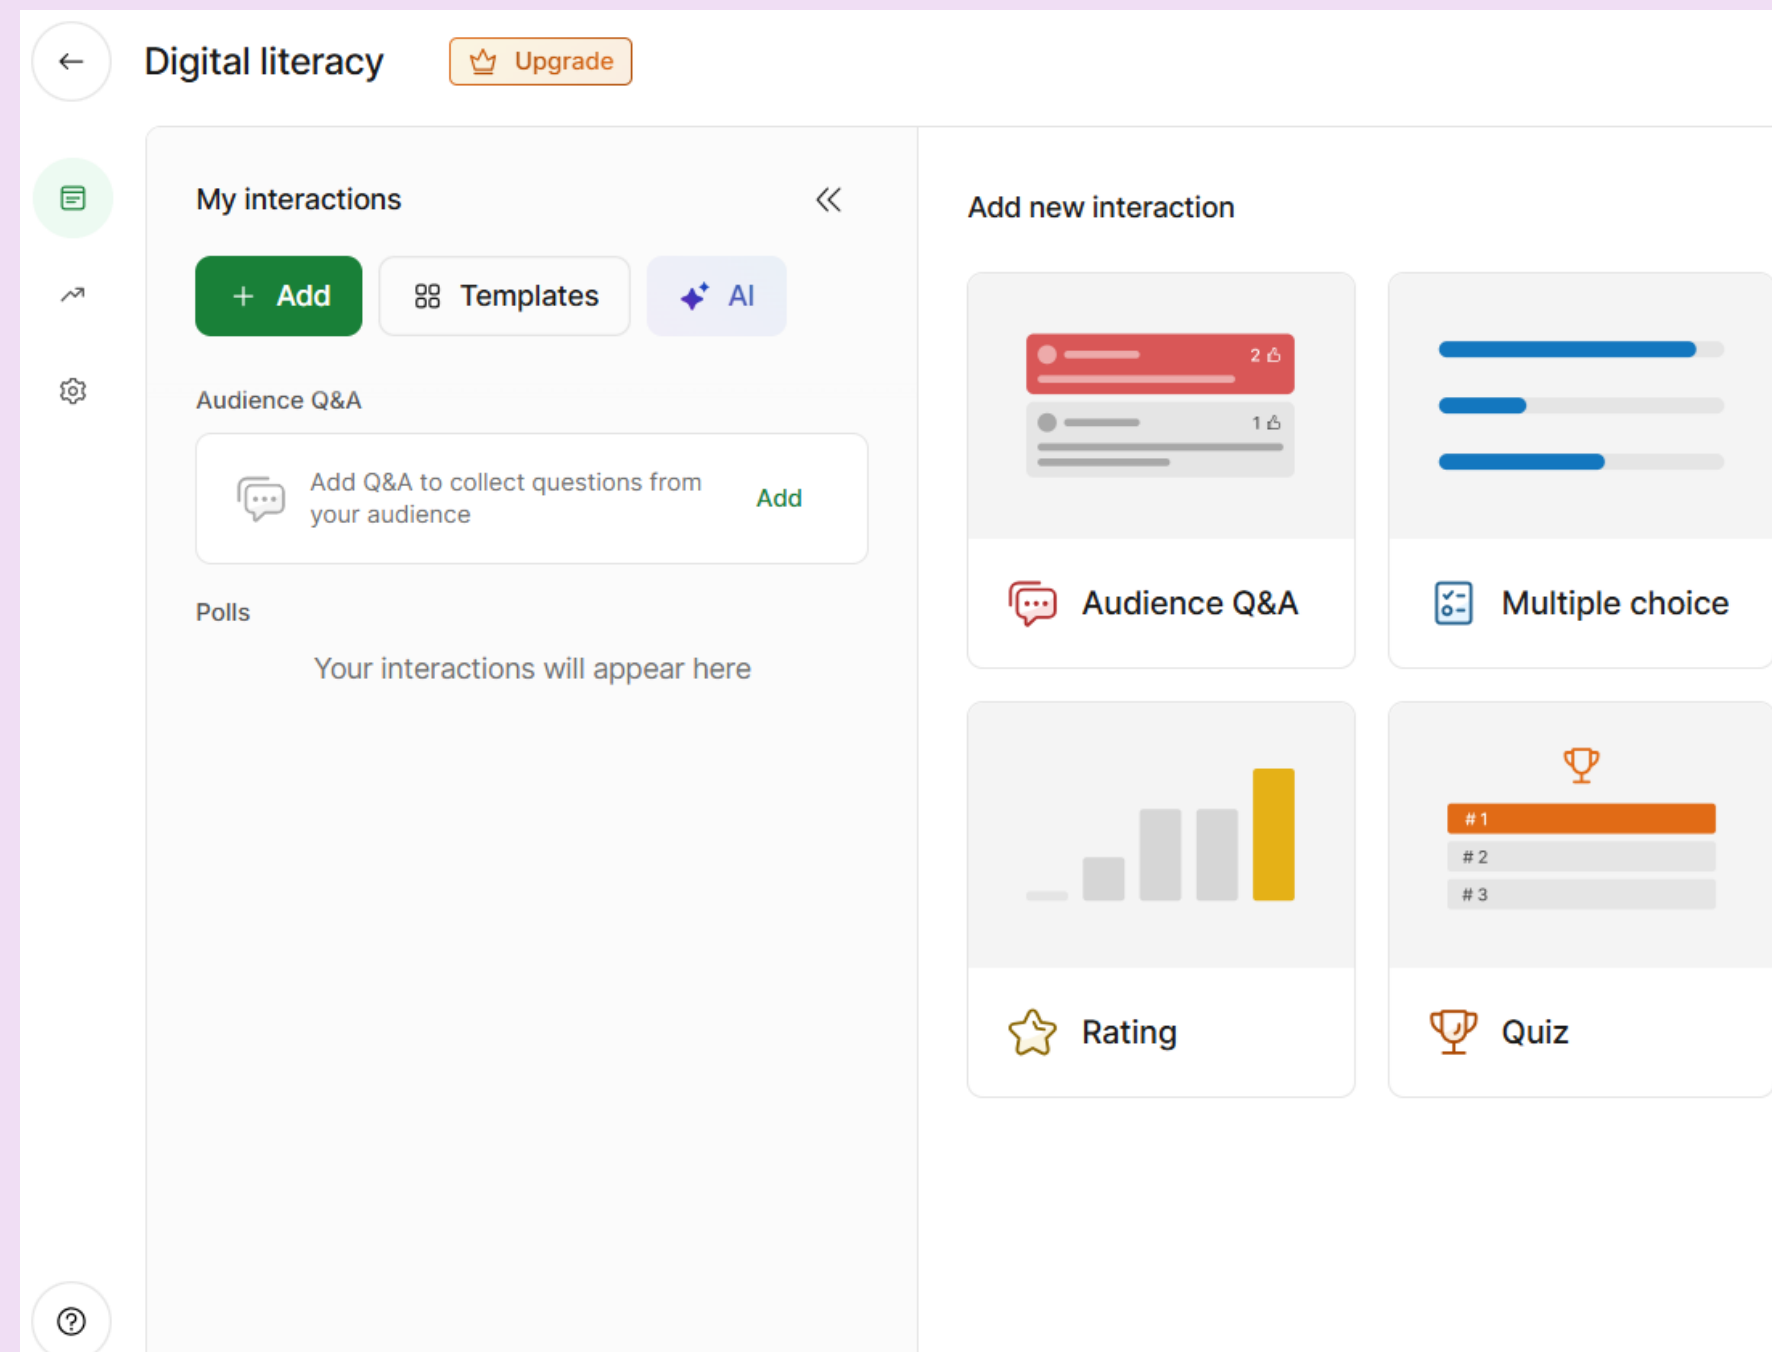 Digital literacy
Upgrade
My interactions
Add
Templates
AI
Audience Q&A
Add Q&A to collect questions from
your audience
Add
Polls
Your interactions will appear here
Add new interaction
2
1
Audience Q&A
Multiple choice
# 1
# 2
# 3
Rating
Quiz